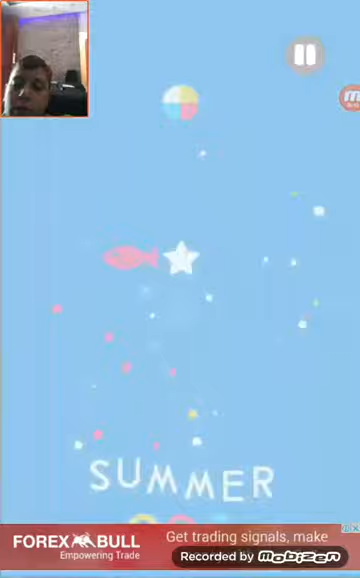 SUMMER
FOREX BULL
Empowering Trade
Get trading signals, make
Recorded by mobizen